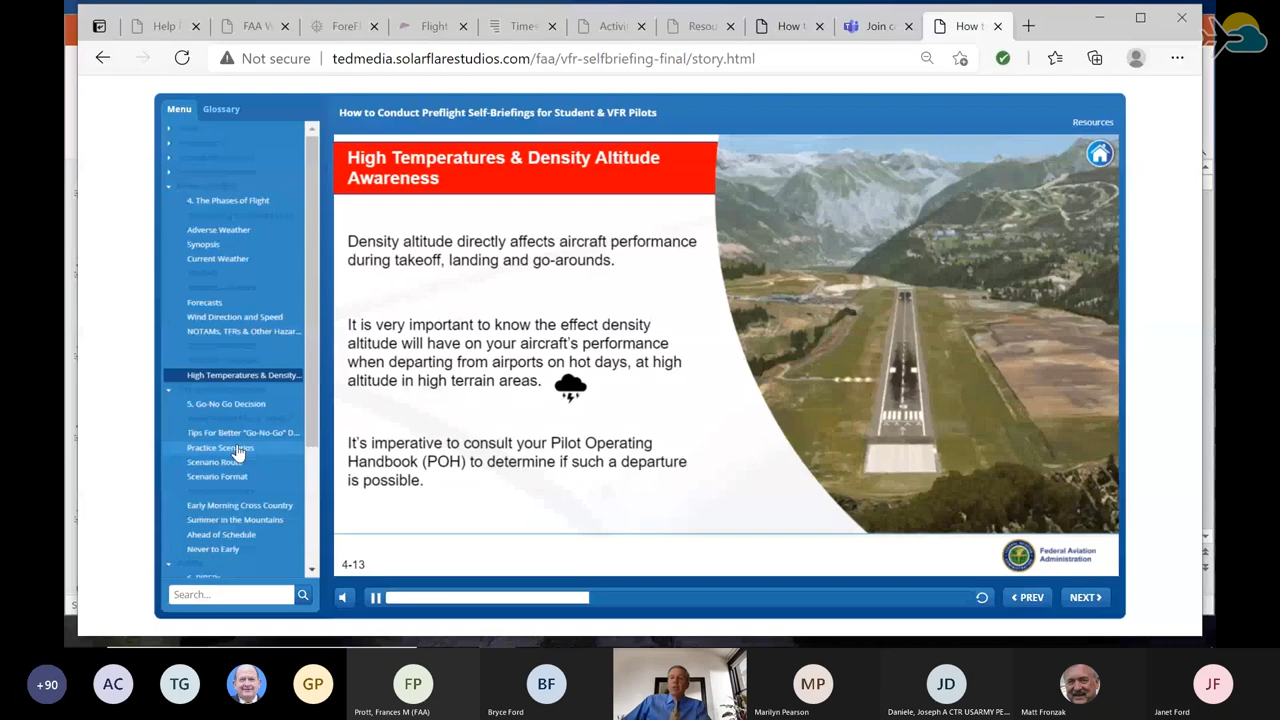 Help
FAA W
ForeFl
Flight
Times
Activit
Resou
How t
Join c
How t
Not secure
tedmedia.solarflarestudios.com/faa/vfr-selfbriefing-final/story.html
Menu
Glossary
How to Conduct Preflight Self-Briefings for Student & VFR Pilots
Resources
4. The Phases of Flight
Adverse Weather
Synopsis
Current Weather
Forecasts
Wind Direction and Speed
NOTAMs, TFRs & Other Hazar...
High Temperatures & Density...
5. Go-No Go Decision
Tips For Better "Go-No-Go" D...
Practice Scenarios
Scenario Route
Scenario Format
Early Morning Cross Country
Summer in the Mountains
Ahead of Schedule
Never to Early
Search...
High Temperatures & Density Altitude
Awareness
Density altitude directly affects aircraft performance
during takeoff, landing and go-arounds.
It is very important to know the effect density
altitude will have on your aircraft's performance
when departing from airports on hot days, at high
altitude in high terrain areas.
It's imperative to consult your Pilot Operating
Handbook (POH) to determine if such a departure
is possible.
4-13
Federal Aviation
Administration
PREV
NEXT
+90
AC
TG
GP
FP
Prott, Frances M (FAA)
BF
Bryce Ford
MP
Marilyn Pearson
JD
Daniele, Joseph A CTR USARMY PE...
Matt Fronzak
JF
Janet Ford